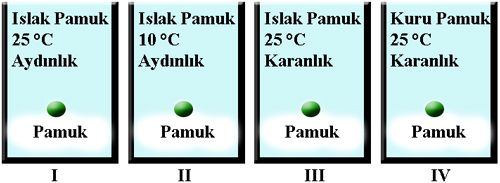 Islak Pamuk
25 °C
Aydınlık
Pamuk
I
Islak Pamuk
10 °C
Aydınlık
Pamuk
II
Islak Pamuk
25 °C
Karanlık
Pamuk
III
Kuru Pamuk
25 °C
Karanlık
Pamuk
IV